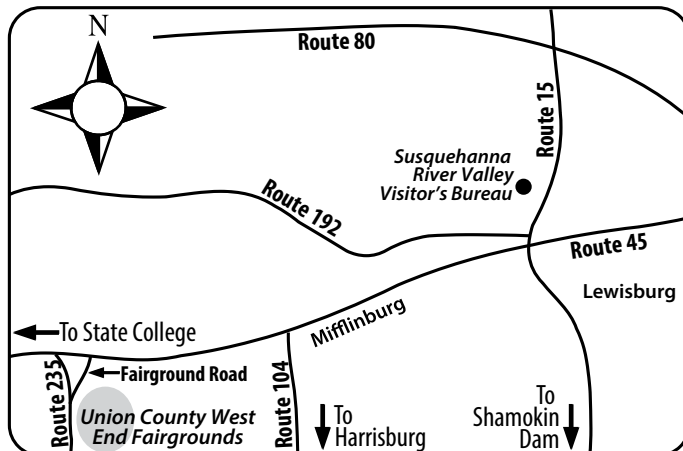 N
Route 80
Route 15
Susquehanna
River Valley
Visitor's Bureau
Route 192
Route 45
Lewisburg
To State College
Mifflinburg
Fairground Road
Route 235
Union County West
End Fairgrounds
Route 104
To
Harrisburg
To
Shamokin
Dam